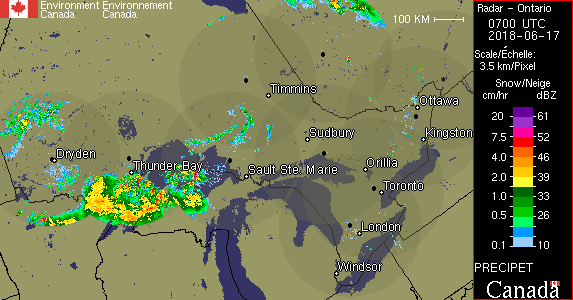 Environment Environnement
Canada Canada
100 KM
Timmins
Ottawa
Sudbury
Kingston
Dryden
Thunder Bay
Sault Ste. Marie
Orillia
Toronto
London
Windsor
Radar - Ontario
0700 UTC
2018-06-17
Scale/Échelle:
3.5 km/Pixel
Snow/Neige
cm/hr dBZ
20 61
7.5 52
4.0 46
2.0 39
1.0 33
0.5 26
0.1 10
PRECIPET
Canada